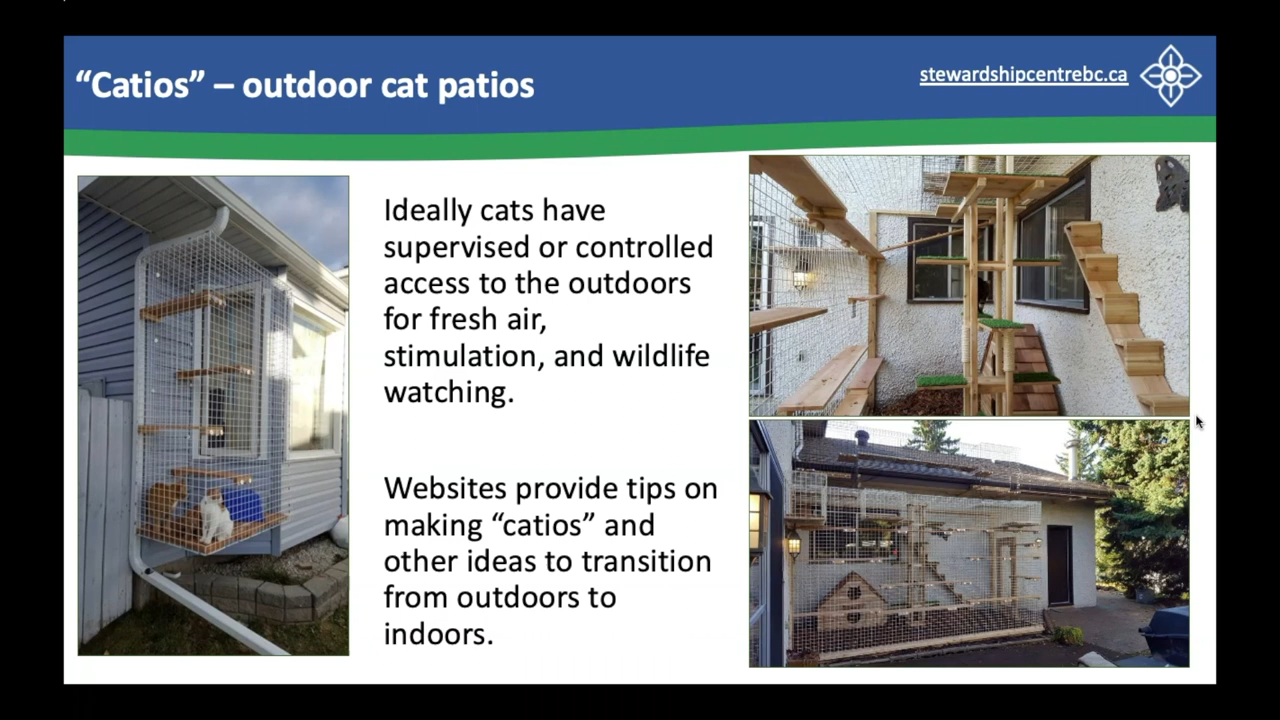 “Catios” – outdoor cat patios
stewardshipcentrebc.ca
Ideally cats have
supervised or controlled
access to the outdoors
for fresh air,
stimulation, and wildlife
watching.
Websites provide tips on
making “catios” and
other ideas to transition
from outdoors to
indoors.